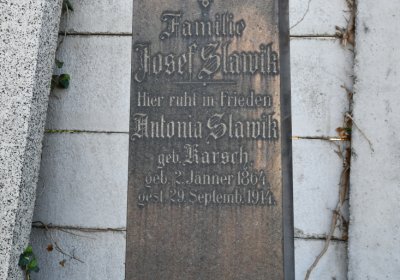 Familie
Josef Slawik
Hier ruht in Frieden
Antonia Slawik
geb. Karsch
geb. 2. Jänner 1864
gest. 29. Septemb. 1914.